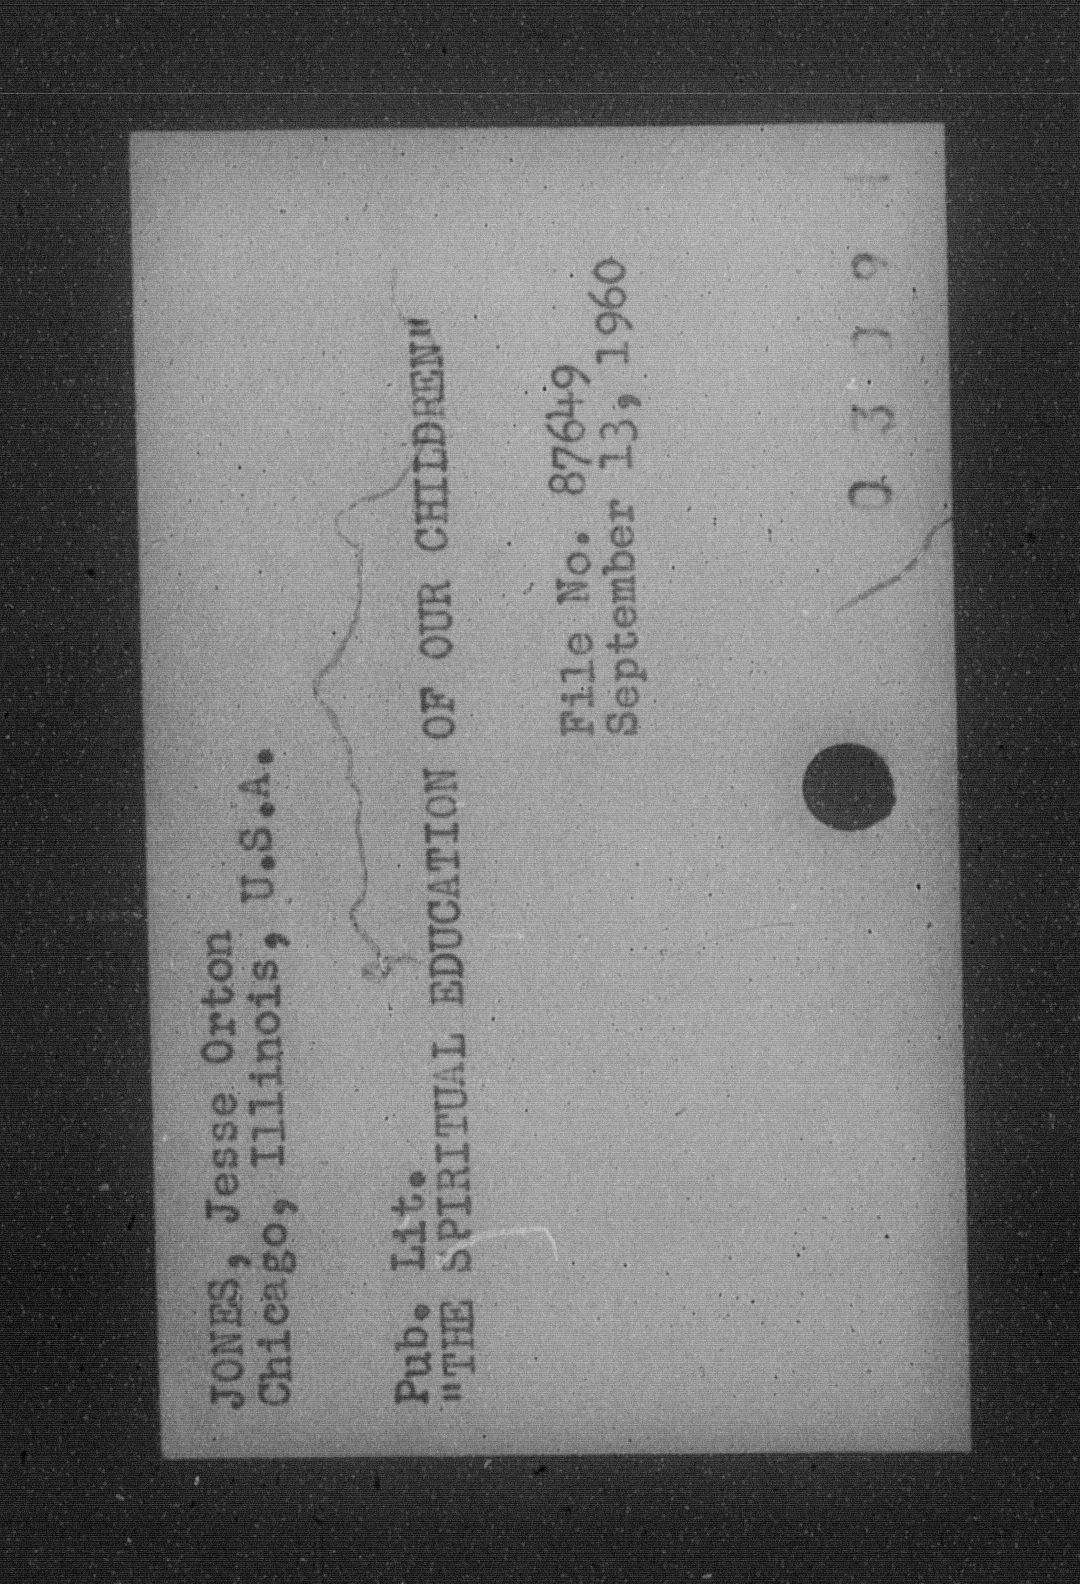 JONES, Jesse Orton
Chicago, Illinois, U.S.A.
Pub. Lit.
"THE SPIRITUAL EDUCATION OF OUR CHILDREN"
File No. 87649
September 13, 1960